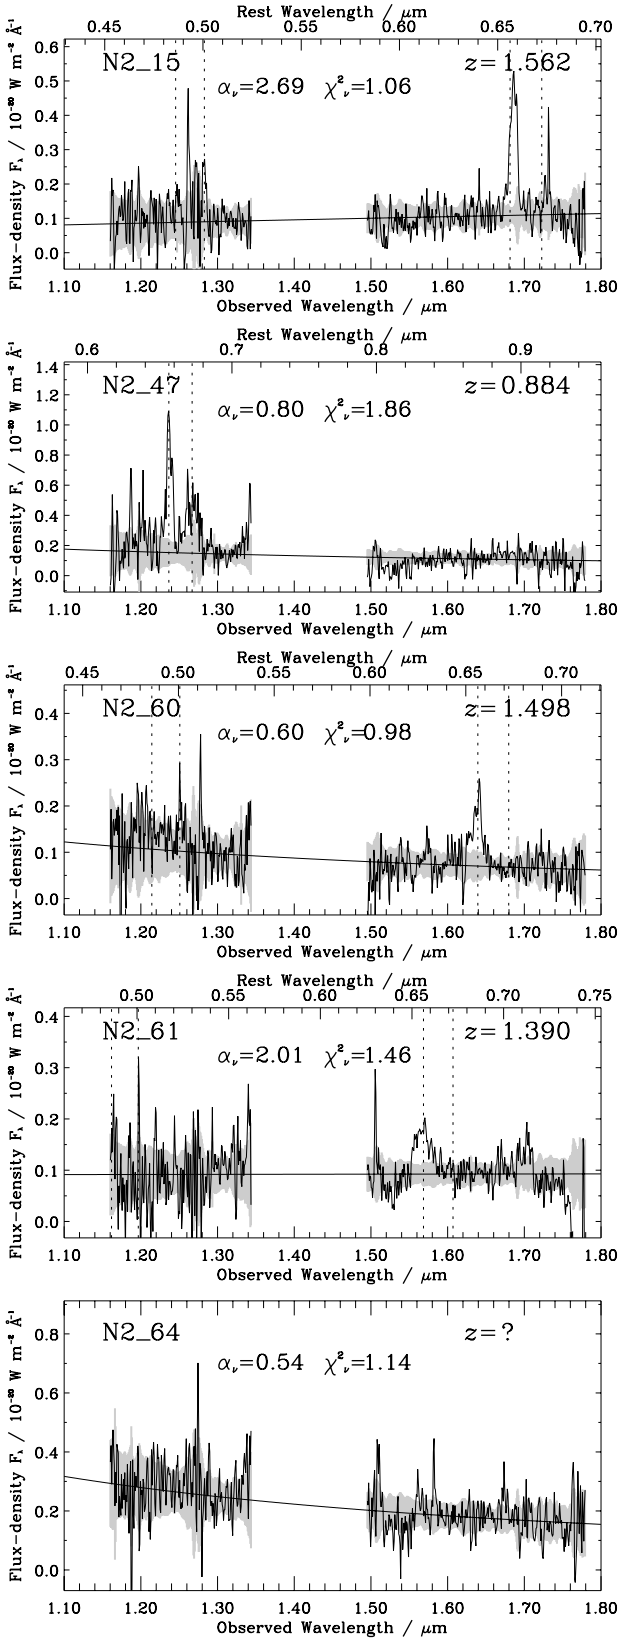 Rest Wavelength / μm
0.45 0.50 0.55 0.60 0.65 0.70
N2_15 z=1.562
αᵥ=2.69 χ²ᵥ=1.06
0.6
0.5
0.4
0.3
0.2
0.1
0.0
Flux-density F_λ / 10⁻²⁰ W m⁻² Å⁻¹
1.10 1.20 1.30 1.40 1.50 1.60 1.70 1.80
Observed Wavelength / μm
Rest Wavelength / μm
0.6 0.7 0.8 0.9
N2_47 z=0.884
αᵥ=0.80 χ²ᵥ=1.86
1.4
1.2
1.0
0.8
0.6
0.4
0.2
0.0
Flux-density F_λ / 10⁻²⁰ W m⁻² Å⁻¹
1.10 1.20 1.30 1.40 1.50 1.60 1.70 1.80
Observed Wavelength / μm
Rest Wavelength / μm
0.45 0.50 0.55 0.60 0.65 0.70
N2_60 z=1.498
αᵥ=0.60 χ²ᵥ=0.98
0.4
0.3
0.2
0.1
0.0
Flux-density F_λ / 10⁻²⁰ W m⁻² Å⁻¹
1.10 1.20 1.30 1.40 1.50 1.60 1.70 1.80
Observed Wavelength / μm
Rest Wavelength / μm
0.50 0.55 0.60 0.65 0.70 0.75
N2_61 z=1.390
αᵥ=2.01 χ²ᵥ=1.46
0.4
0.3
0.2
0.1
0.0
Flux-density F_λ / 10⁻²⁰ W m⁻² Å⁻¹
1.10 1.20 1.30 1.40 1.50 1.60 1.70 1.80
Observed Wavelength / μm
N2_64 z=?
αᵥ=0.54 χ²ᵥ=1.14
0.8
0.6
0.4
0.2
0.0
Flux-density F_λ / 10⁻²⁰ W m⁻² Å⁻¹
1.10 1.20 1.30 1.40 1.50 1.60 1.70 1.80
Observed Wavelength / μm